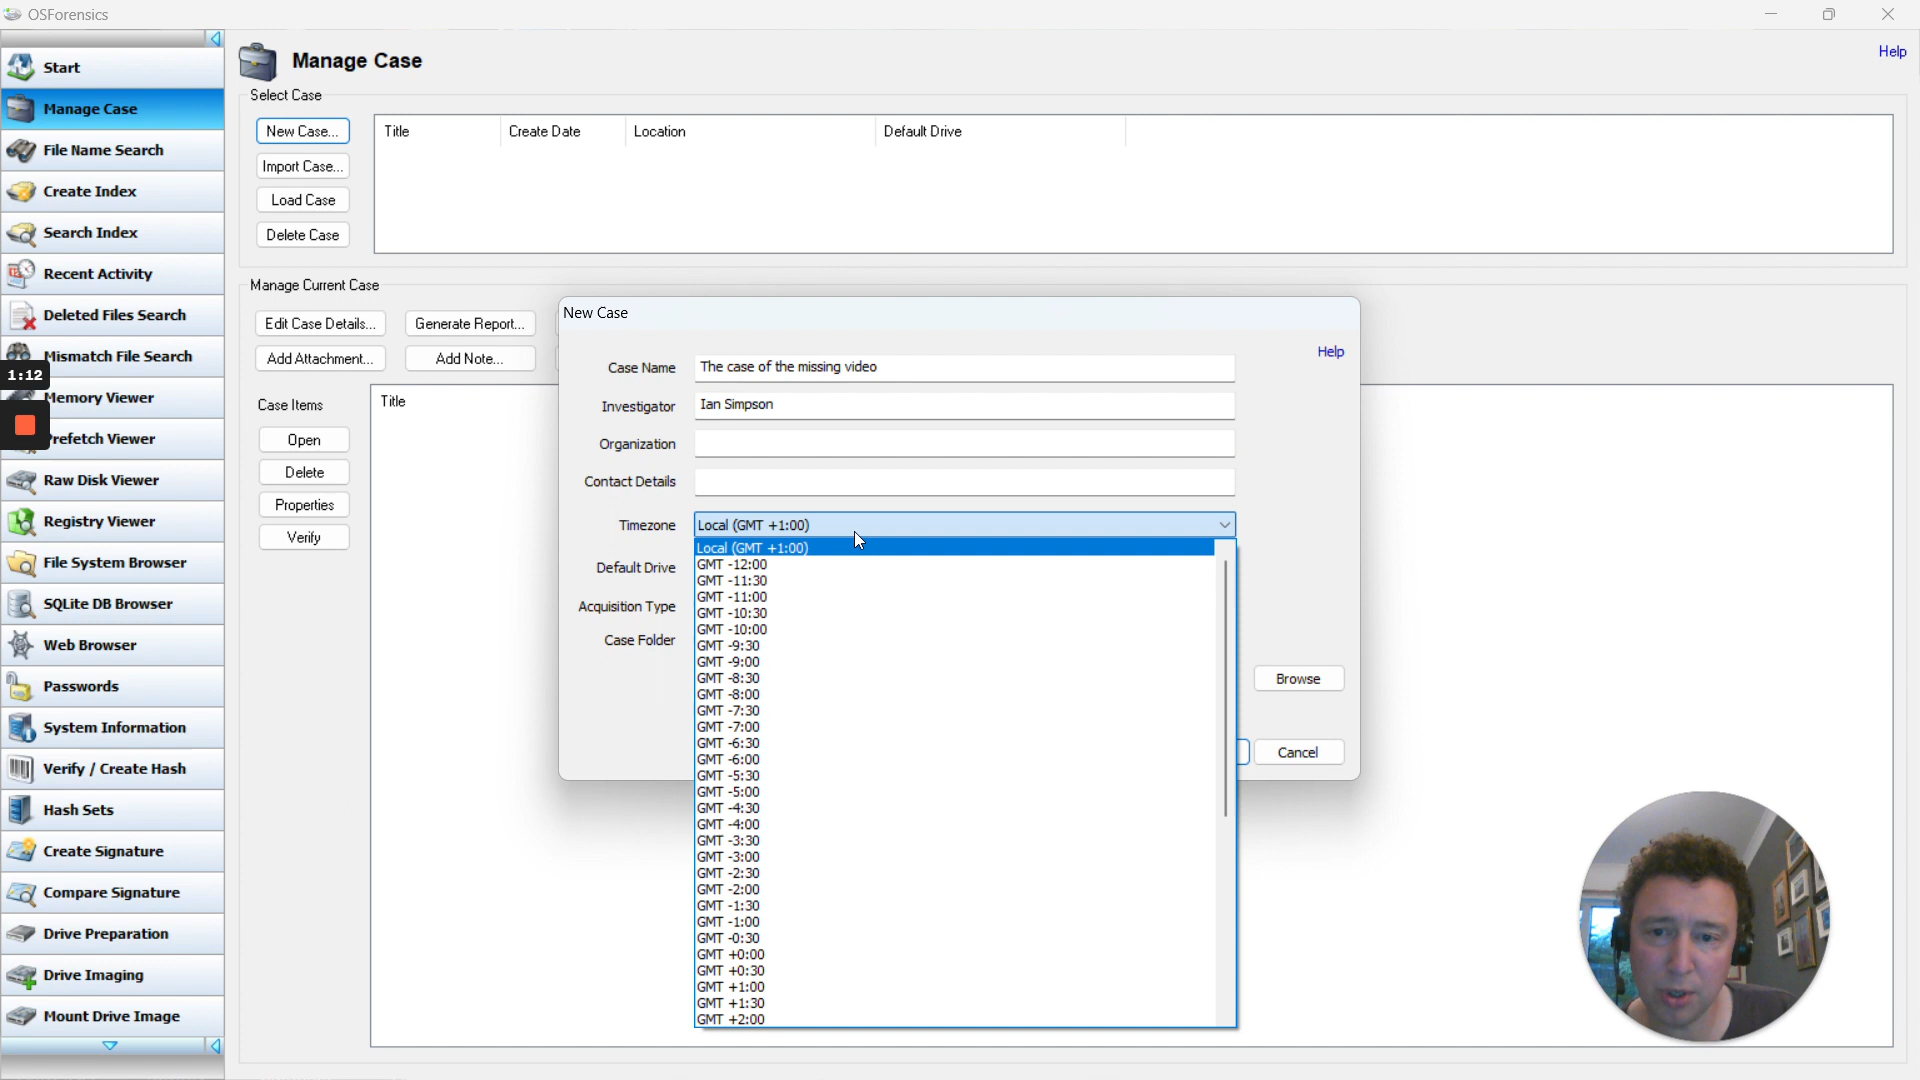 OSForensics
Start
Manage Case
File Name Search
Create Index
Search Index
Recent Activity
Deleted Files Search
Mismatch File Search
Memory Viewer
Prefetch Viewer
Raw Disk Viewer
Registry Viewer
File System Browser
SQLite DB Browser
Web Browser
Passwords
System Information
Verify / Create Hash
Hash Sets
Create Signature
Compare Signature
Drive Preparation
Drive Imaging
Mount Drive Image
1:12
Manage Case
Help
Select Case
New Case...
Import Case...
Load Case
Delete Case
Title Create Date Location Default Drive
Manage Current Case
Edit Case Details... Generate Report...
Add Attachment... Add Note...
Case Items
Open
Delete
Properties
Verify
Title
New Case
Help
Case Name The case of the missing video
Investigator Ian Simpson
Organization
Contact Details
Timezone Local (GMT +1:00)
Default Drive
Acquisition Type
Case Folder
Local (GMT +1:00)
GMT -12:00
GMT -11:30
GMT -11:00
GMT -10:30
GMT -10:00
GMT -9:30
GMT -9:00
GMT -8:30
GMT -8:00
GMT -7:30
GMT -7:00
GMT -6:30
GMT -6:00
GMT -5:30
GMT -5:00
GMT -4:30
GMT -4:00
GMT -3:30
GMT -3:00
GMT -2:30
GMT -2:00
GMT -1:30
GMT -1:00
GMT -0:30
GMT +0:00
GMT +0:30
GMT +1:00
GMT +1:30
GMT +2:00
Browse
Cancel